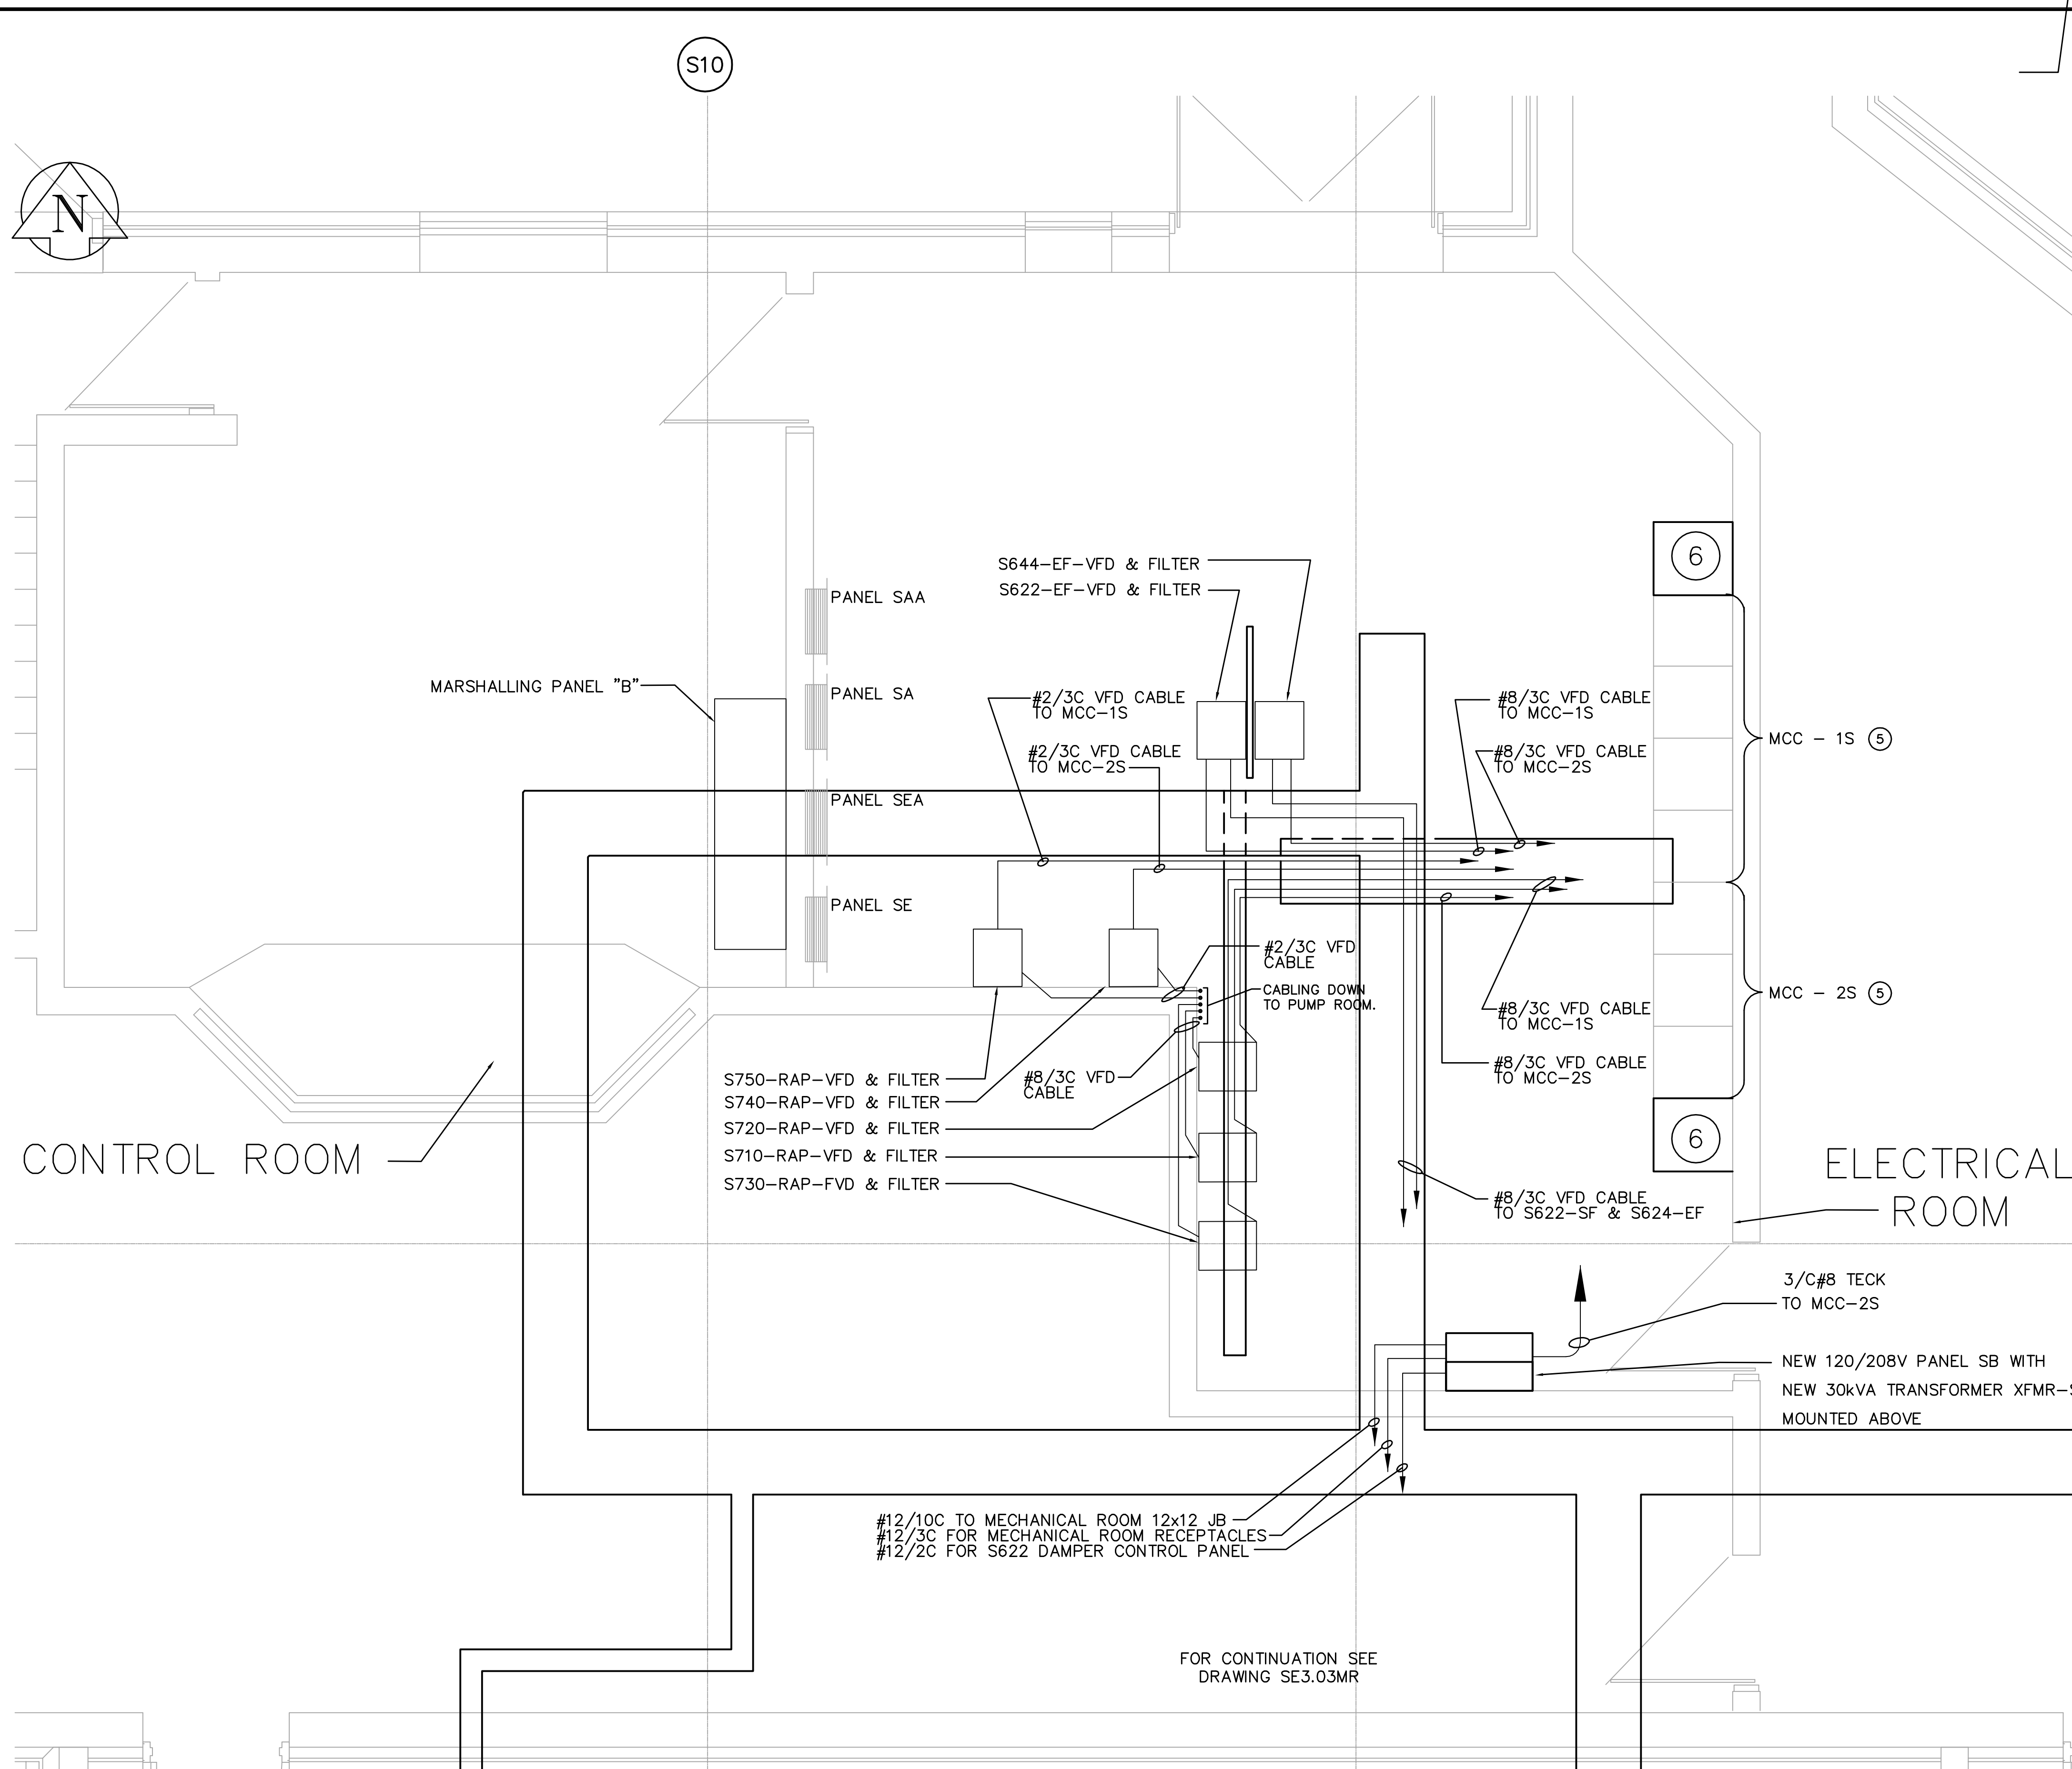 S10
N
6
S644-EF-VFD & FILTER
S622-EF-VFD & FILTER
PANEL SAA
MARSHALLING PANEL "B"
PANEL SA
#2/3C VFD CABLE
TO MCC-1S
#8/3C VFD CABLE
TO MCC-1S
#2/3C VFD CABLE
TO MCC-2S
#8/3C VFD CABLE
TO MCC-2S
MCC - 1S 5
PANEL SEA
PANEL SE
#2/3C VFD
CABLE
CABLING DOWN
TO PUMP ROOM.
MCC - 2S 5
#8/3C VFD CABLE
TO MCC-1S
#8/3C VFD CABLE
TO MCC-2S
#8/3C VFD
CABLE
S750-RAP-VFD & FILTER
S740-RAP-VFD & FILTER
S720-RAP-VFD & FILTER
S710-RAP-VFD & FILTER
S730-RAP-FVD & FILTER
6
CONTROL ROOM
ELECTRICAL
ROOM
#8/3C VFD CABLE
TO S622-SF & S624-EF
3/C#8 TECK
TO MCC-2S
NEW 120/208V PANEL SB WITH
NEW 30kVA TRANSFORMER
MOUNTED ABOVE
#12/10C TO MECHANICAL ROOM 12x12 JB
#12/3C FOR MECHANICAL ROOM RECEPTACLES
#12/2C FOR S622 DAMPER CONTROL PANEL
FOR CONTINUATION SEE
DRAWING SE3.03MR